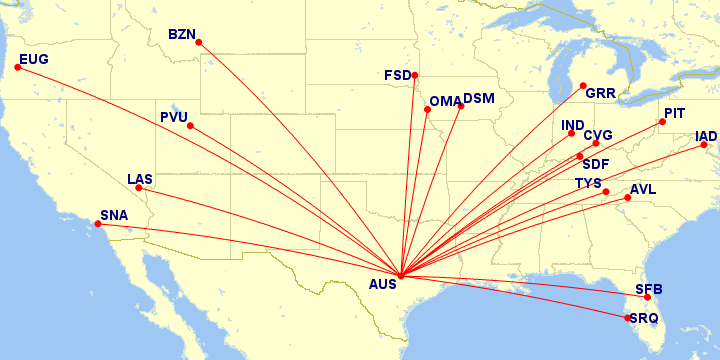 BZN
EUG
FSD
GRR
OMA
DSM
PVU
PIT
IND
CVG
IAD
SDF
LAS
TYS
AVL
SNA
AUS
SFB
SRQ